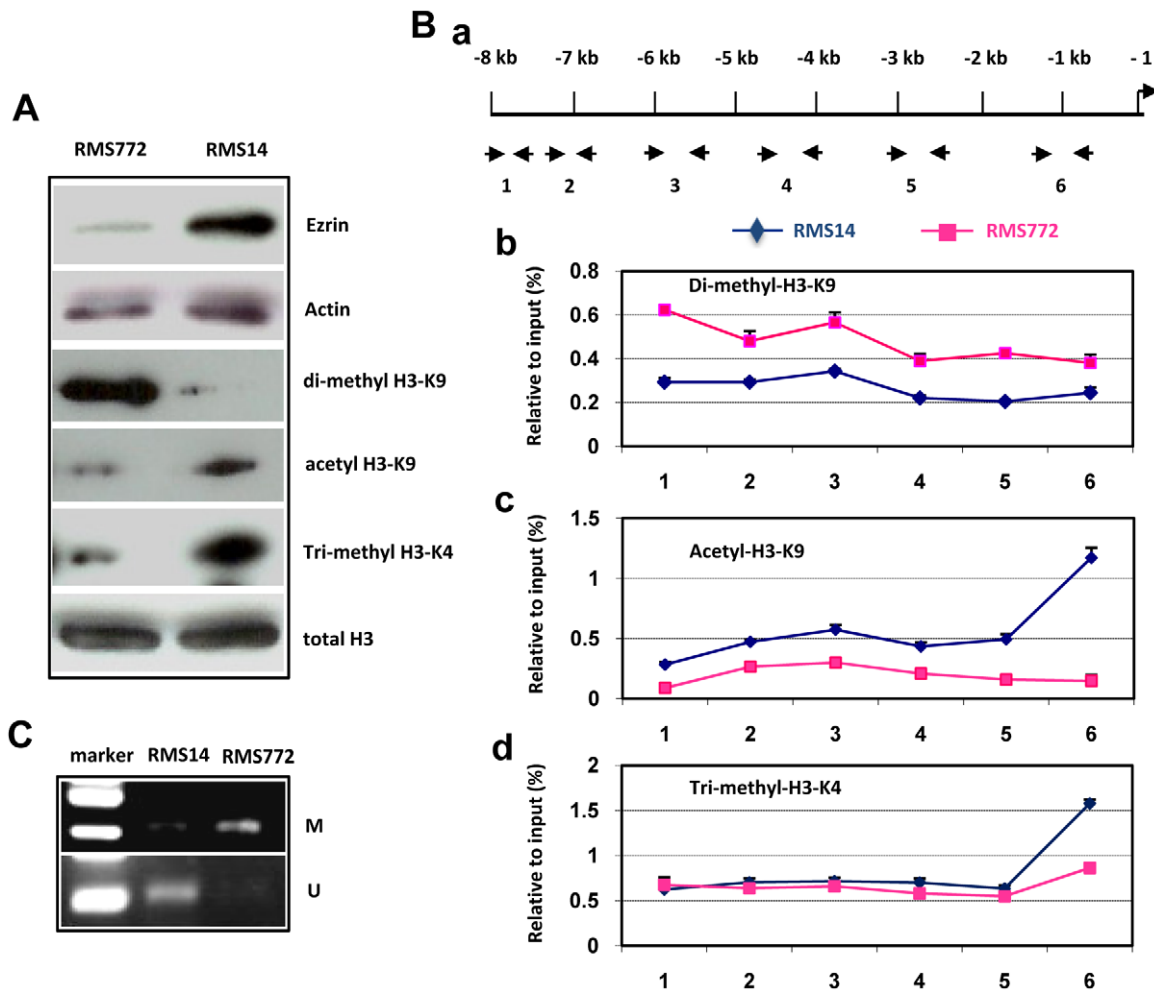 A
RMS772 RMS14
Ezrin
Actin
di-methyl H3-K9
acetyl H3-K9
Tri-methyl H3-K4
total H3
B
a
-8 kb -7 kb -6 kb -5 kb -4 kb -3 kb -2 kb -1 kb - 1
1 2 3 4 5 6
RMS14 RMS772
b
Di-methyl-H3-K9
Relative to input (%)
0.8
0.6
0.4
0.2
0
1 2 3 4 5 6
c
Acetyl-H3-K9
Relative to input (%)
1.5
1
0.5
0
1 2 3 4 5 6
d
Tri-methyl-H3-K4
Relative to input (%)
2
1.5
1
0.5
0
1 2 3 4 5 6
C
marker RMS14 RMS772
M
U